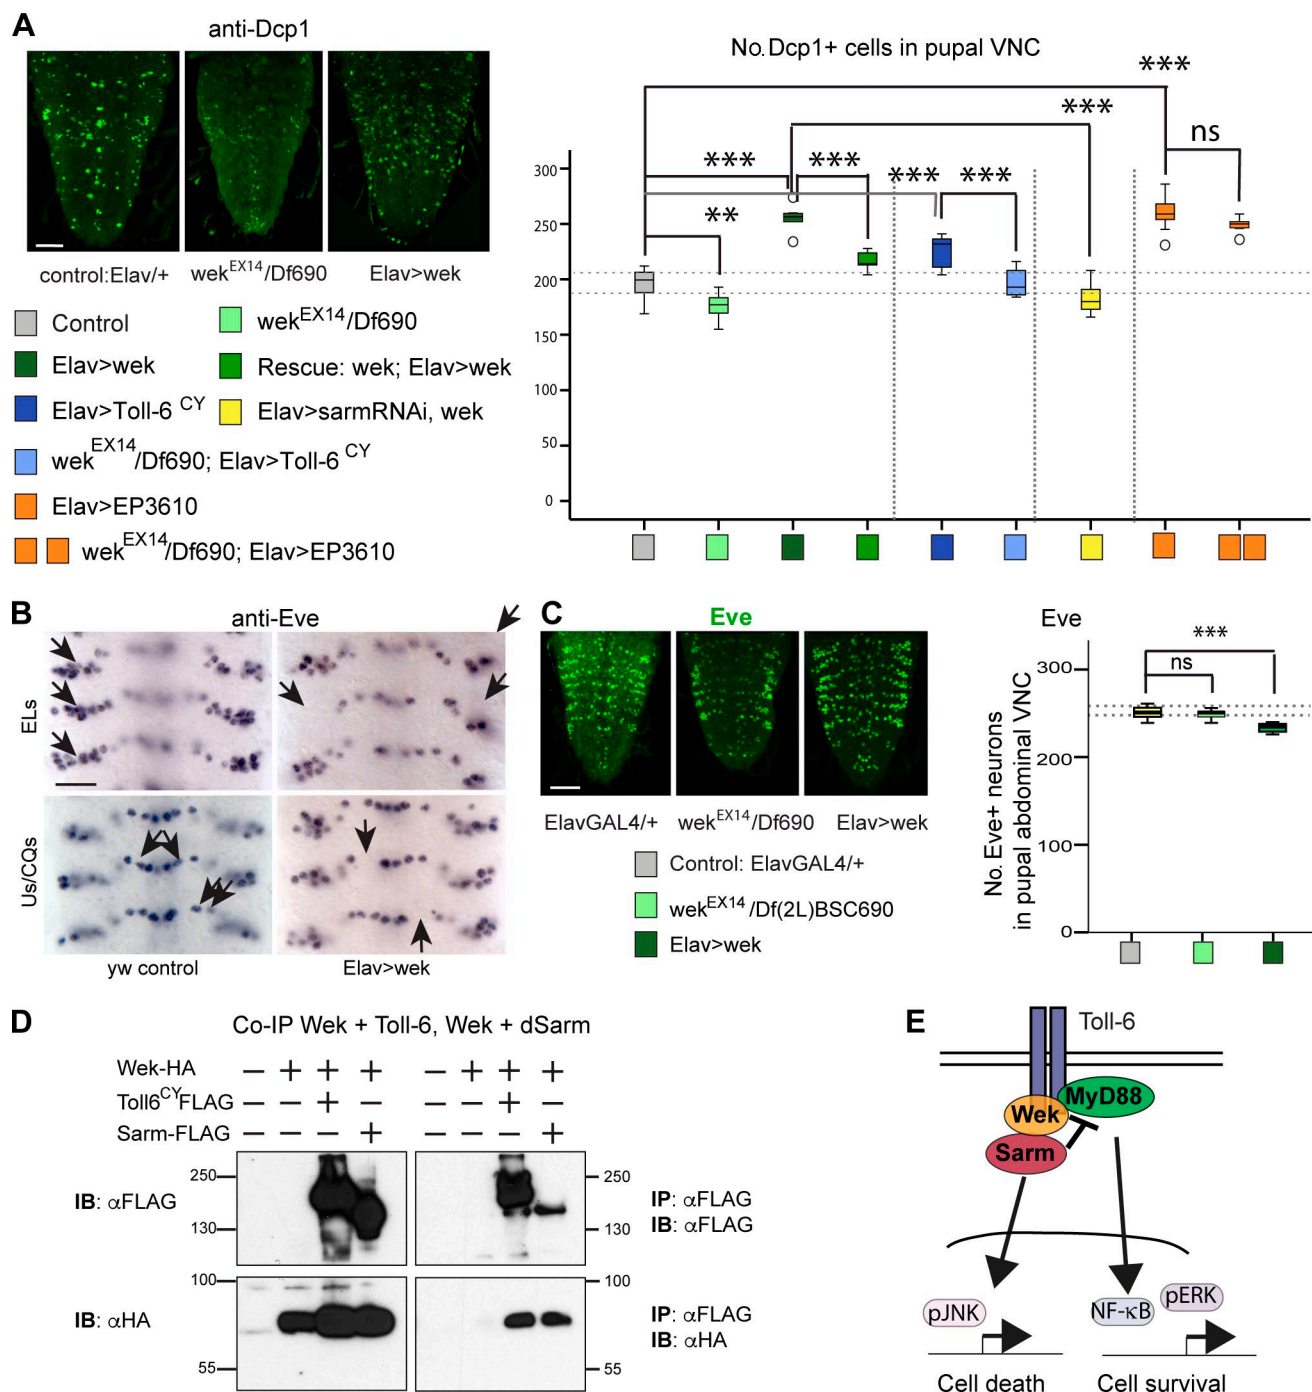 A
anti-Dcp1
control:Elav/+
wekEX14/Df690
Elav>wek
Control
wekEX14/Df690
Elav>wek
Rescue: wek; Elav>wek
Elav>Toll-6 CY
Elav>sarmRNAi, wek
wekEX14/Df690; Elav>Toll-6 CY
Elav>EP3610
wekEX14/Df690; Elav>EP3610
No.Dcp1+ cells in pupal VNC
***
***
ns
***
***
***
***
**
300
250
200
150
100
50
0
B
anti-Eve
ELs
Us/CQs
yw control
Elav>wek
C
Eve
ElavGAL4/+
wekEX14/Df690
Elav>wek
Control: ElavGAL4/+
wekEX14/Df(2L)BSC690
Elav>wek
Eve
***
ns
300
200
100
0
No. Eve+ neurons
in pupal abdominal VNC
D
Co-IP Wek + Toll-6, Wek + dSarm
Wek-HA − + + + − + + +
Toll6CYFLAG − − + − − − + −
Sarm-FLAG − − − + − − − +
IB: αFLAG
250
130
250
130
IP: αFLAG
IB: αFLAG
IB: αHA
100
55
100
55
IP: αFLAG
IB: αHA
E
Toll-6
MyD88
Wek
Sarm
pJNK
NF-κB
pERK
Cell death
Cell survival